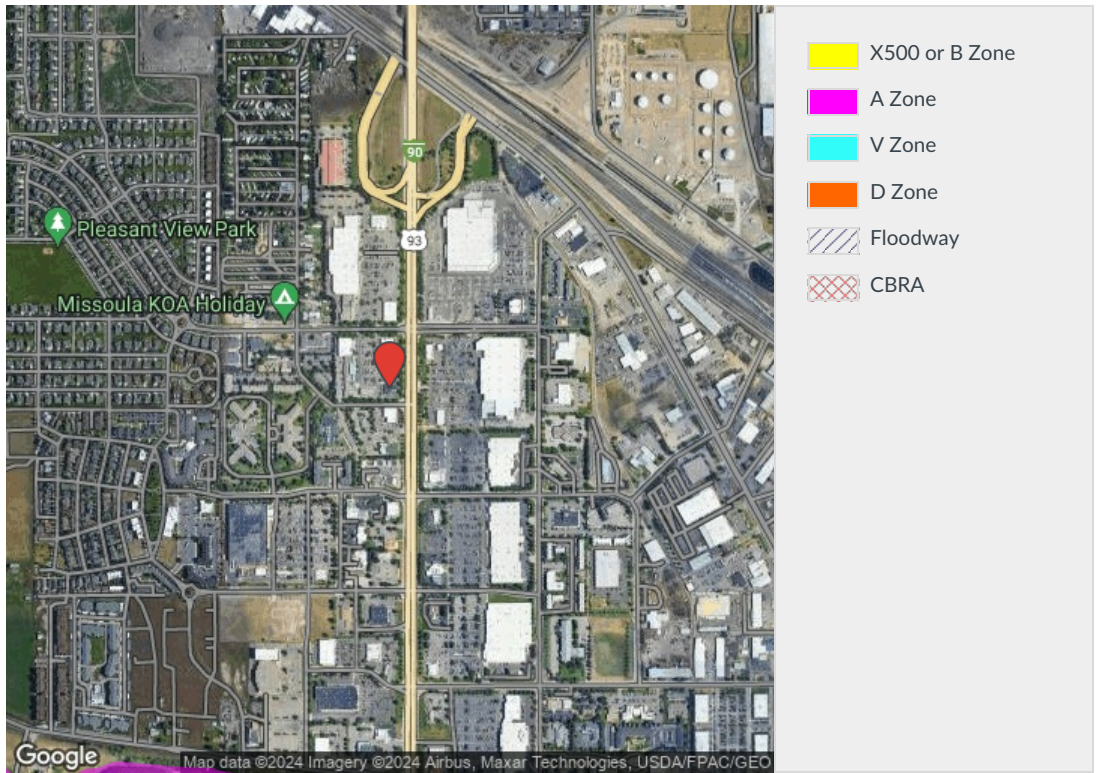 90
93
Pleasant View Park
Missoula KOA Holiday
Google
Map data ©2024 Imagery ©2024 Airbus, Maxar Technologies, USDA/FPAC/GEO
X500 or B Zone
A Zone
V Zone
D Zone
Floodway
CBRA